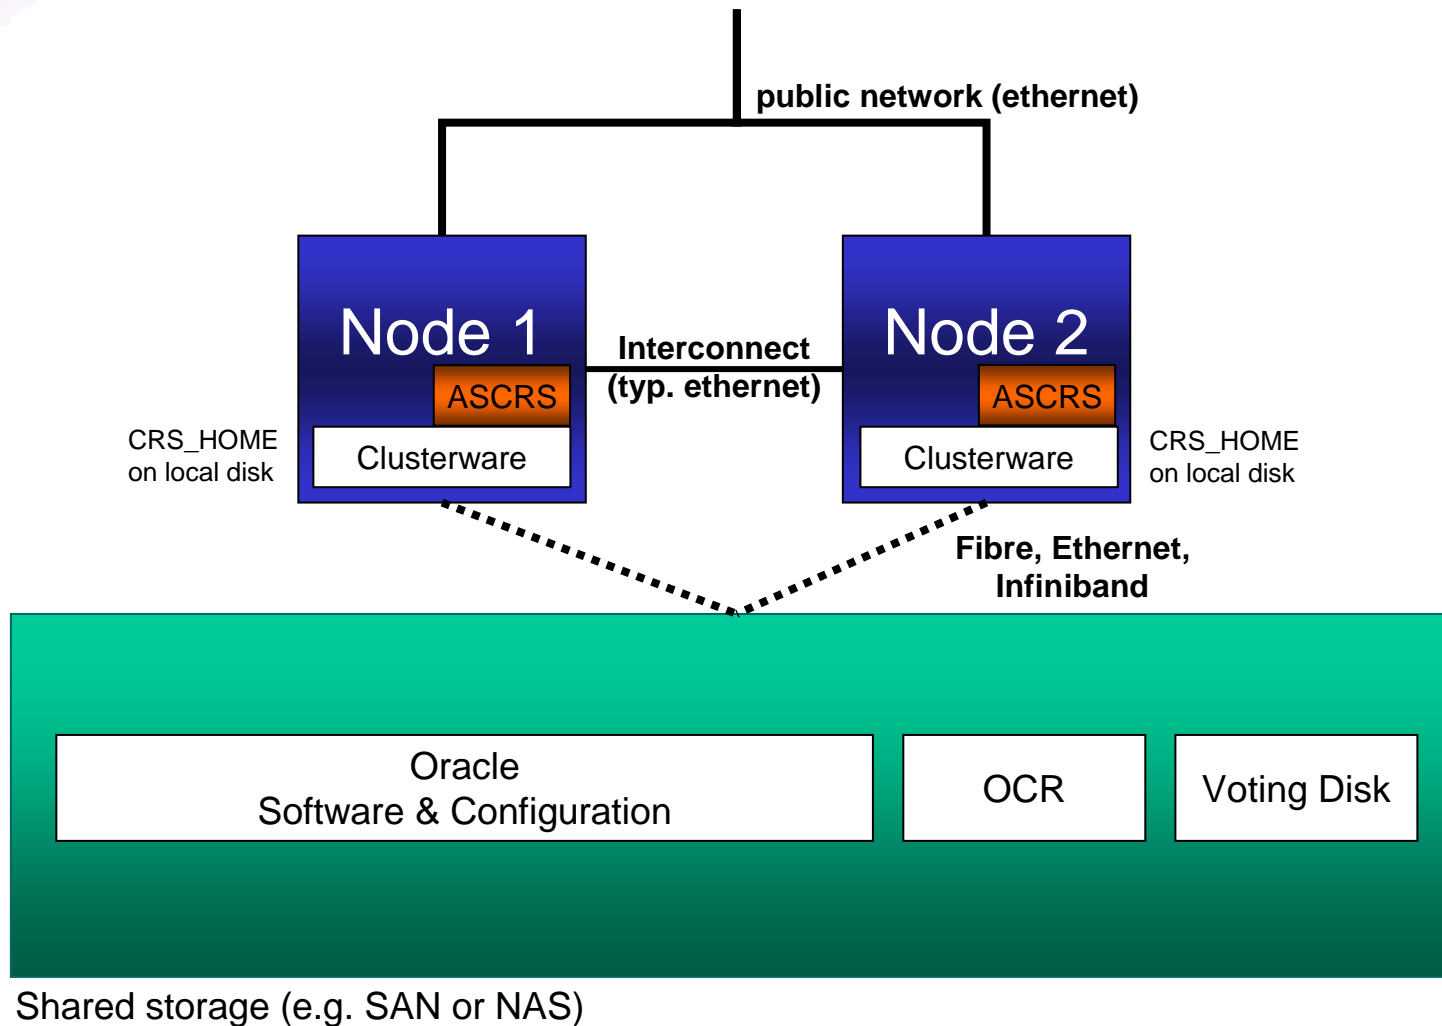 public network (ethernet)
Node 1
Node 2
Interconnect
(typ. ethernet)
ASCRS
ASCRS
CRS_HOME
on local disk
Clusterware
Clusterware
CRS_HOME
on local disk
Fibre, Ethernet,
Infiniband
Oracle
Software & Configuration
OCR
Voting Disk
Shared storage (e.g. SAN or NAS)